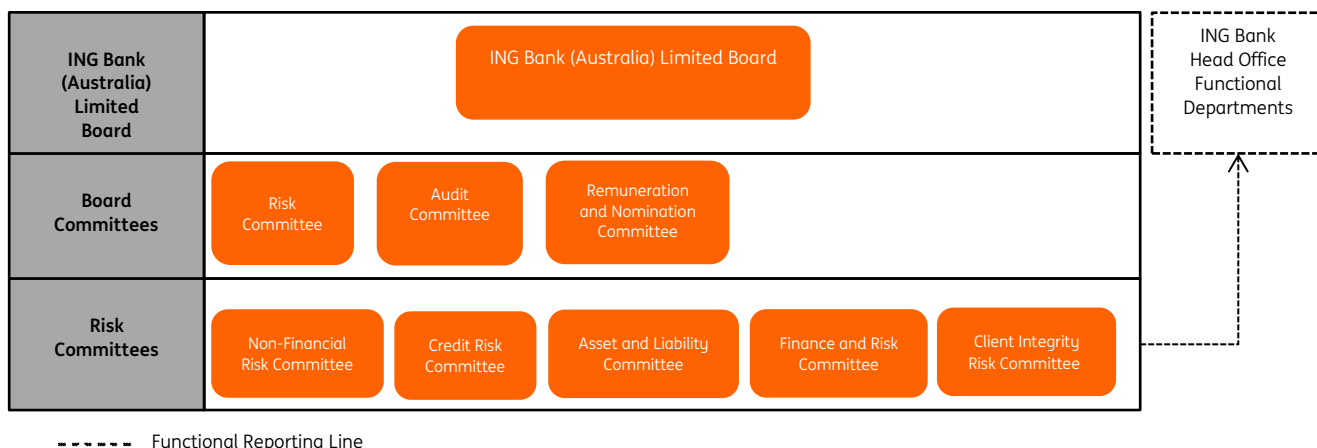 ING Bank
(Australia)
Limited
Board
ING Bank (Australia) Limited Board
ING Bank
Head Office
Functional
Departments
Board
Committees
Risk
Committee
Audit
Committee
Remuneration
and Nomination
Committee
Risk
Committees
Non-Financial
Risk Committee
Credit Risk
Committee
Asset and Liability
Committee
Finance and Risk
Committee
Client Integrity
Risk Committee
Functional Reporting Line